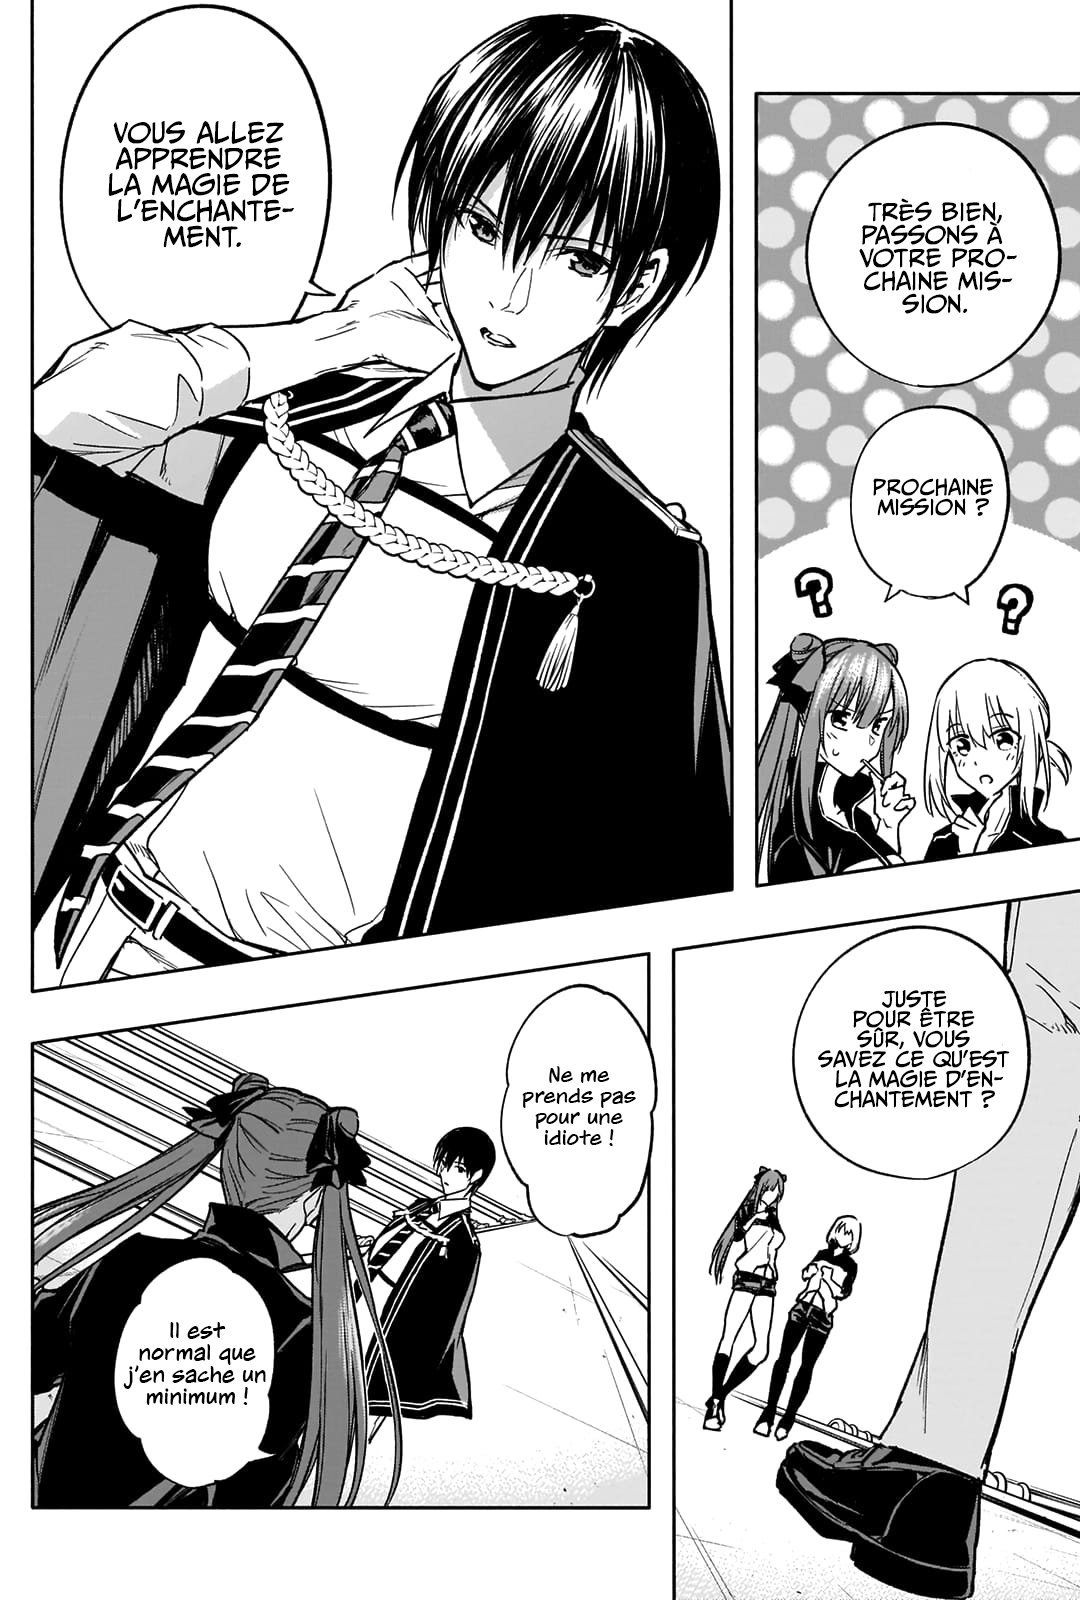 TRÈS BIEN,
PASSONS À
VOTRE PRO-
CHAINE MIS-
SION.
PROCHAINE
MISSION ?
?
?
VOUS ALLEZ
APPRENDRE
LA MAGIE DE
L'ENCHANTE-
MENT.
JUSTE
POUR ÊTRE
SÛR, VOUS
SAVEZ CE QU'EST
LA MAGIE D'EN-
CHANTEMENT ?
Ne me
prends pas
pour une
idiote !
Il est
normal que
j'en sache un
minimum !